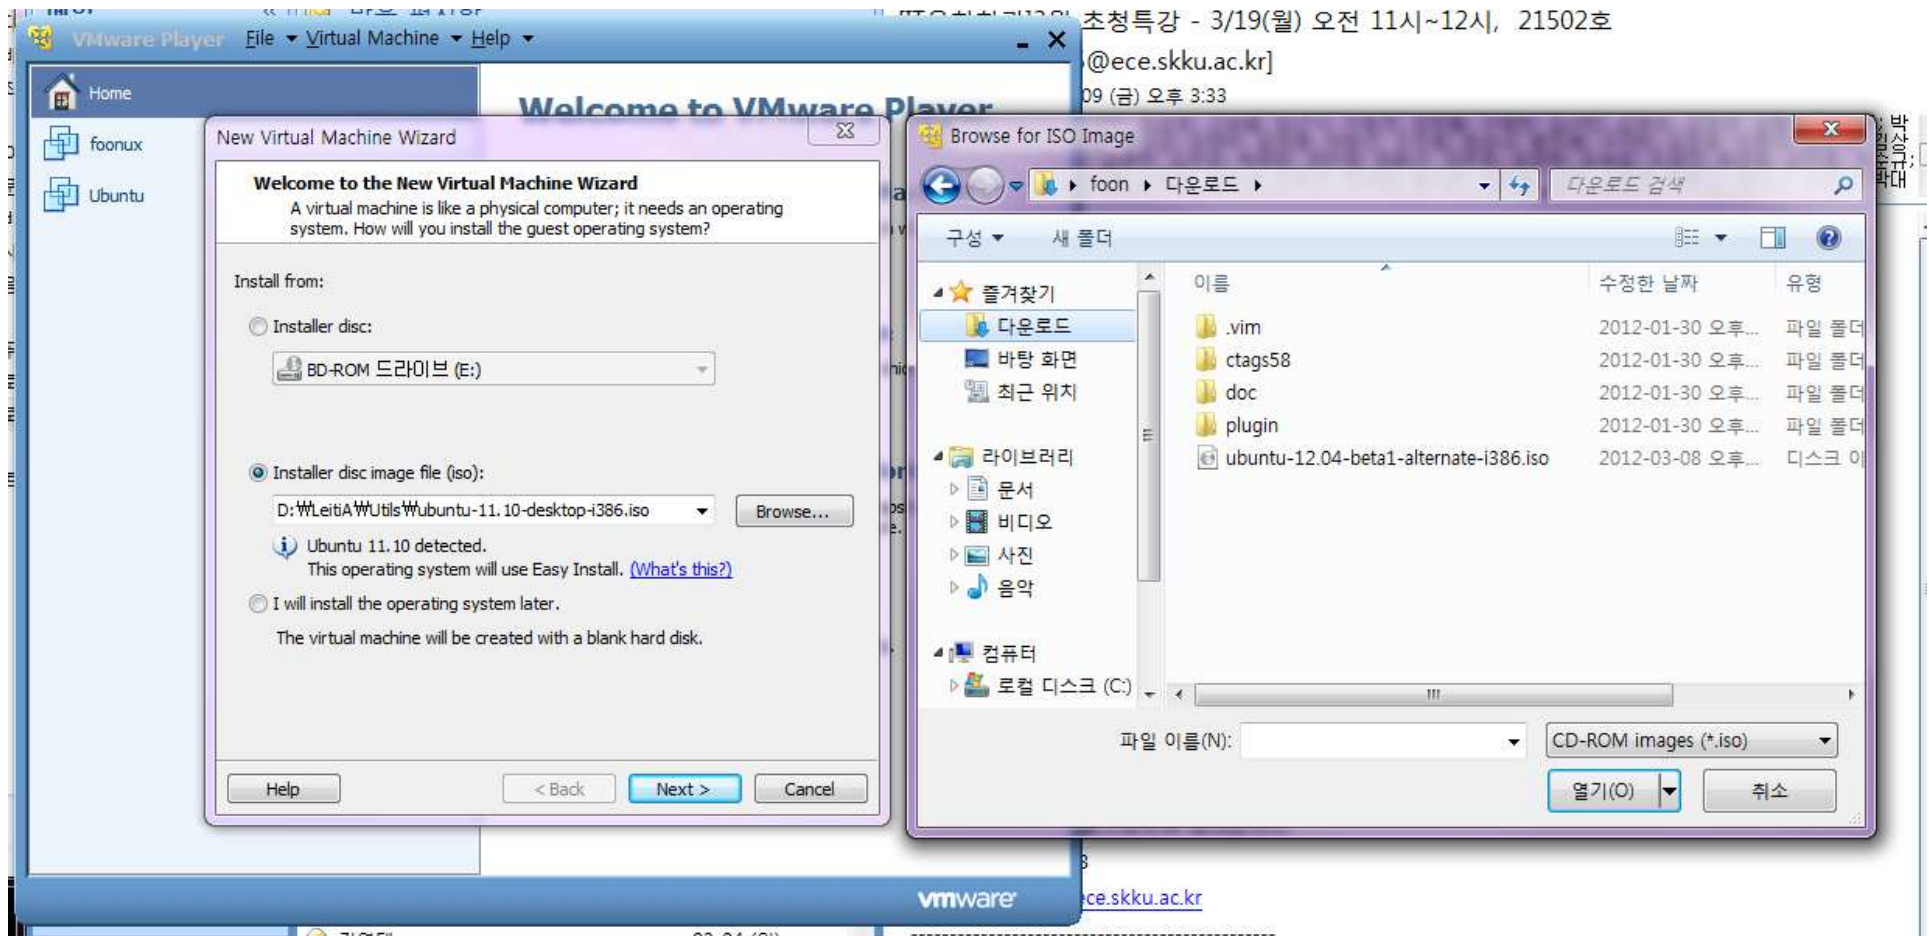 VMware Player File Virtual Machine Help
Home
foonux
Ubuntu
Welcome to VMware Player
New Virtual Machine Wizard
Welcome to the New Virtual Machine Wizard
A virtual machine is like a physical computer; it needs an operating
system. How will you install the guest operating system?
Install from:
Installer disc:
BD-ROM 드라이브 (E:)
Installer disc image file (iso):
D:₩LeitiA₩Utils₩ubuntu-11.10-desktop-i386.iso
Browse...
Ubuntu 11.10 detected.
This operating system will use Easy Install. (What's this?)
I will install the operating system later.
The virtual machine will be created with a blank hard disk.
Help < Back Next > Cancel
vmware
초청특강 - 3/19(월) 오전 11시~12시, 21502호
@ece.skku.ac.kr]
09 (금) 오후 3:33
Browse for ISO Image
foon 다운로드
다운로드 검색
구성 새 폴더
즐겨찾기
다운로드
바탕 화면
최근 위치
라이브러리
문서
비디오
사진
음악
컴퓨터
로컬 디스크 (C:)
이름 수정한 날짜 유형
.vim 2012-01-30 오후... 파일 폴더
ctags58 2012-01-30 오후... 파일 폴더
doc 2012-01-30 오후... 파일 폴더
plugin 2012-01-30 오후... 파일 폴더
ubuntu-12.04-beta1-alternate-i386.iso 2012-03-08 오후... 디스크 이
파일 이름(N):
CD-ROM images (*.iso)
열기(O) 취소
ece.skku.ac.kr